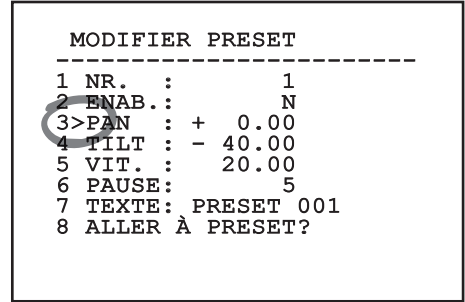 MODIFIER PRESET
------------------------
1 NR. : 1
2 ENAB.: N
3>PAN : + 0.00
4 TILT : - 40.00
5 VIT. : 20.00
6 PAUSE: 5
7 TEXTE: PRESET 001
8 ALLER À PRESET?